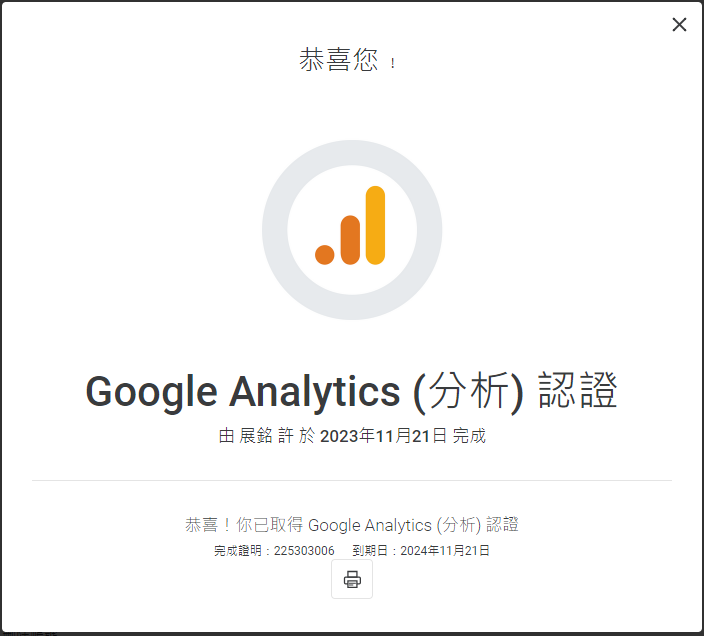 恭喜您！
Google Analytics (分析) 認證
由 展銘 許 於 2023年11月21日 完成
恭喜！你已取得 Google Analytics (分析) 認證
完成證明：225303006 到期日：2024年11月21日